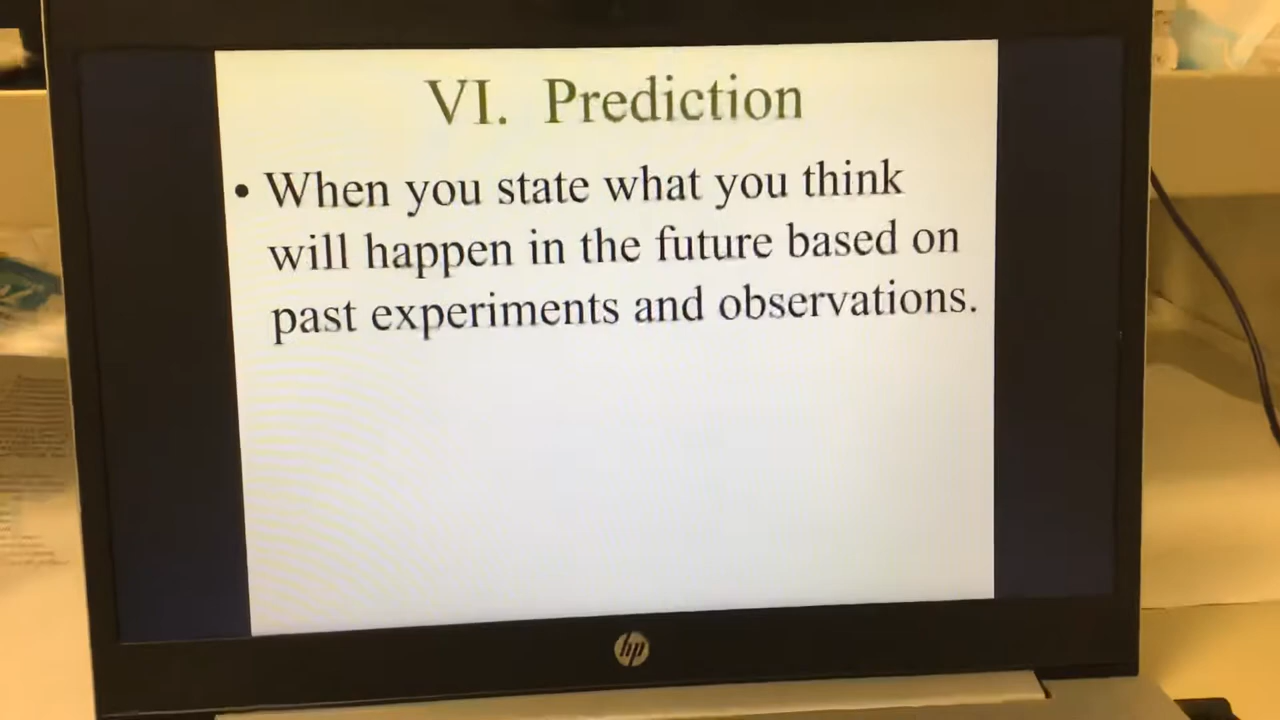 VI. Prediction
• When you state what you think
will happen in the future based on
past experiments and observations.
hp